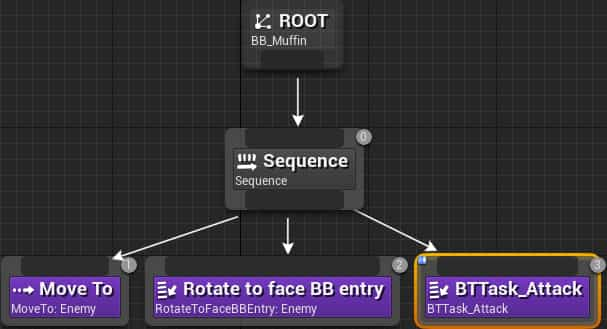 ROOT
BB_Muffin
0
Sequence
Sequence
1
2
3
Move To
MoveTo: Enemy
Rotate to face BB entry
RotateToFaceBBEntry: Enemy
BTTask_Attack
BTTask_Attack